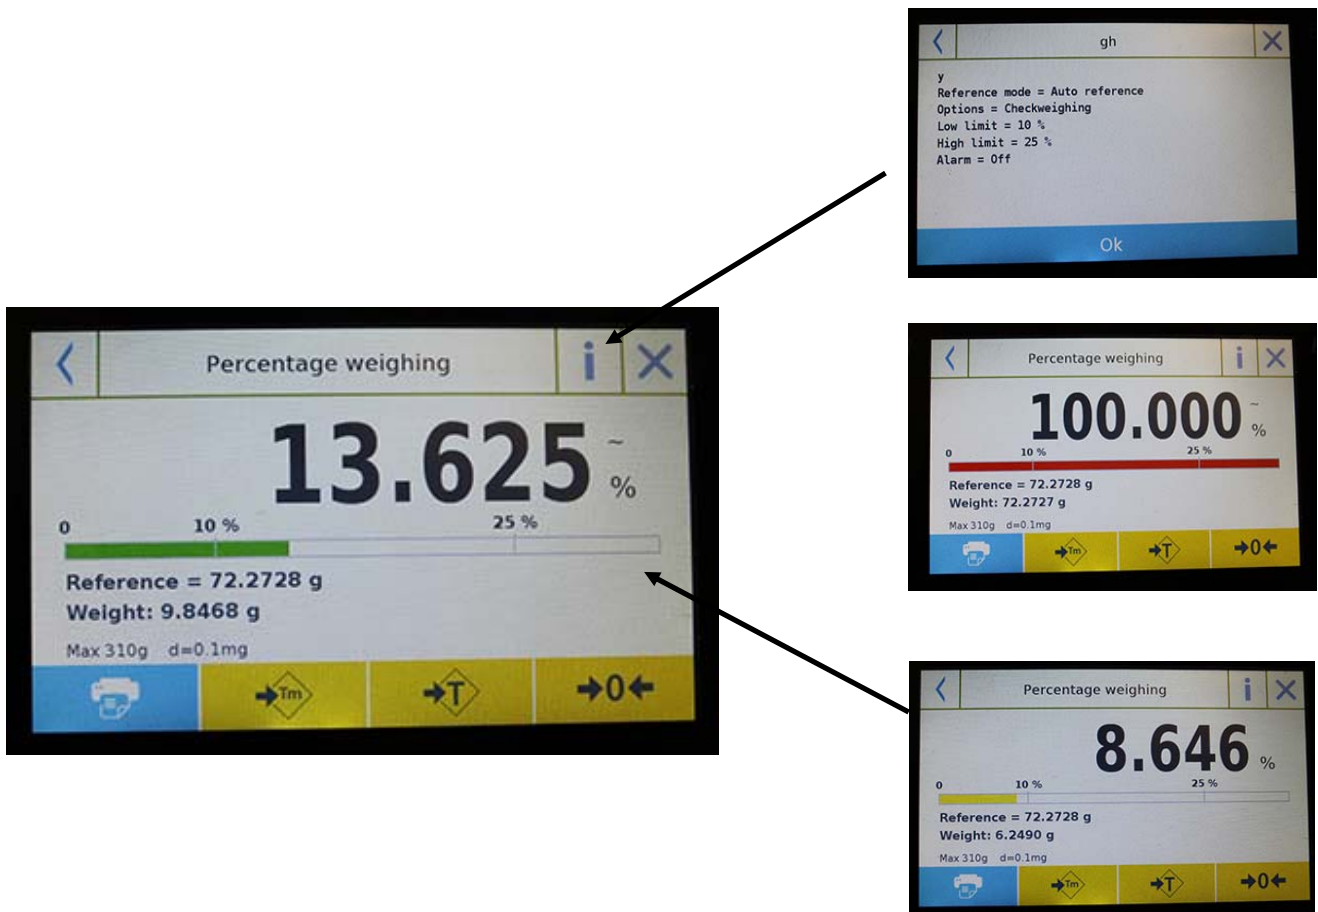 gh
y
Reference mode = Auto reference
Options = Checkweighing
Low limit = 10 %
High limit = 25 %
Alarm = Off
Ok
Percentage weighing
13.625 ~ %
0 10 % 25 %
Reference = 72.2728 g
Weight: 9.8468 g
Max 310g d=0.1mg
Tm T 0
Percentage weighing
100.000 ~ %
0 10 % 25 %
Reference = 72.2728 g
Weight: 72.2727 g
Max 310g d=0.1mg
Tm T 0
Percentage weighing
8.646 %
0 10 % 25 %
Reference = 72.2728 g
Weight: 6.2490 g
Max 310g d=0.1mg
Tm T 0